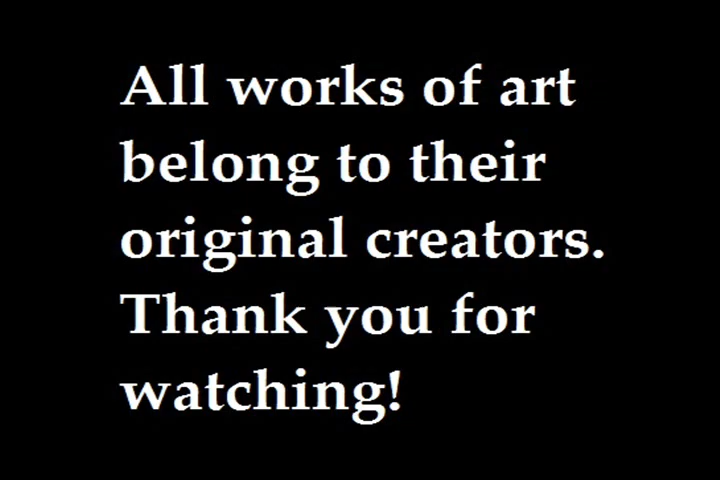 All works of art
belong to their
original creators.
Thank you for
watching!